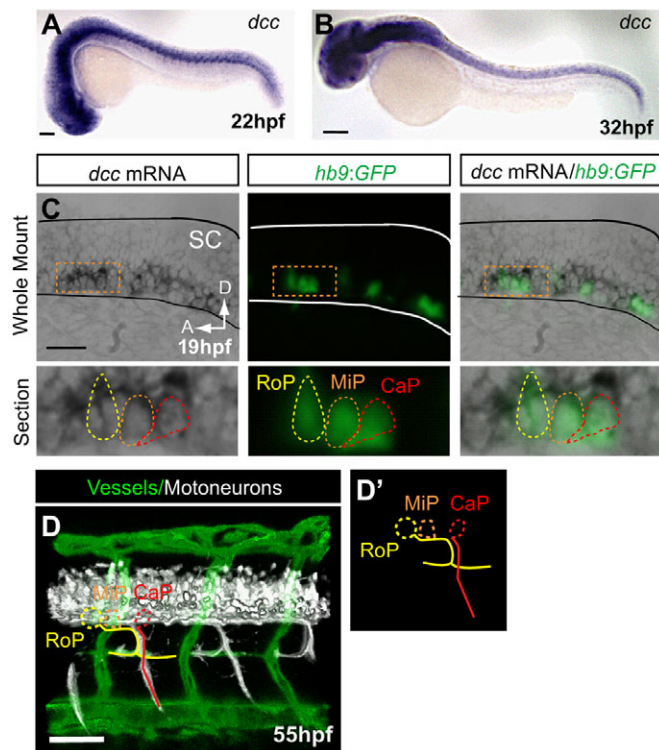 A
dcc
22hpf
B
dcc
32hpf
dcc mRNA
hb9:GFP
dcc mRNA/hb9:GFP
Whole Mount
C
SC
D
A
19hpf
Section
RoP
MiP
CaP
Vessels/Motoneurons
D
MiP
CaP
RoP
55hpf
D'
MiP
CaP
RoP